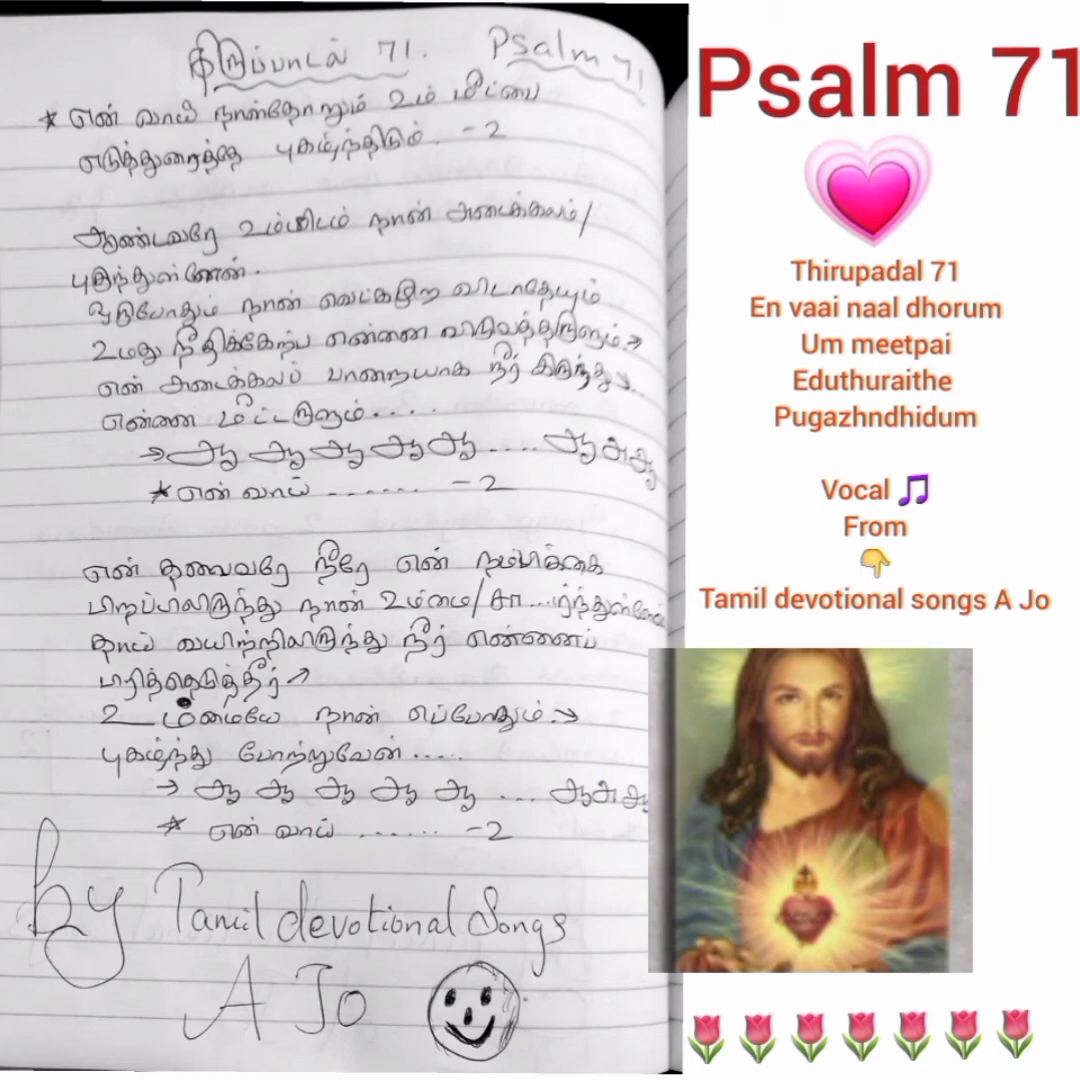 திருப்பாடல் 71. Psalm 71
* என் வாய் நாள்தோறும் உம் மீட்பை
எடுத்துரைத்தே புகழ்ந்திடும். -2
ஆண்டவரே உம்மிடம் நான் அடைக்கலம்/
புகுந்துள்ளேன்.
ஒருபோதும் நான் வெட்கமுற விடாதேயும்
உமது நீதிக்கேற்ப என்னை விடுவித்தருளும்.→
என் அடைக்கலப் பாறையாக நீர் இருந்து
என்னை மீட்டருளும்....
→ ஆ ஆ ஆ ஆ ஆ ..... ஆ அ ஆ
* என் வாய் ....... -2
என் தலைவரே நீரே என் நம்பிக்கை
பிறப்பிலிருந்து நான் உம்மை/சா...ர்ந்துள்ளேன்
தாய் வயிற்றிலிருந்து நீர் என்னைப்
பரித்தெடுத்தீர்↗
உம்மையே நான் எப்போதும்.→
புகழ்ந்து போற்றுவேன்.....
→ ஆ ஆ ஆ ஆ ஆ ... ஆ அ ஆ
* என் வாய் ....... -2
By Tamil devotional Songs
A Jo
Psalm 71
Thirupadal 71
En vaai naal dhorum
Um meetpai
Eduthuraithe
Pugazhndhidum
Vocal 🎵
From
👇
Tamil devotional songs A Jo